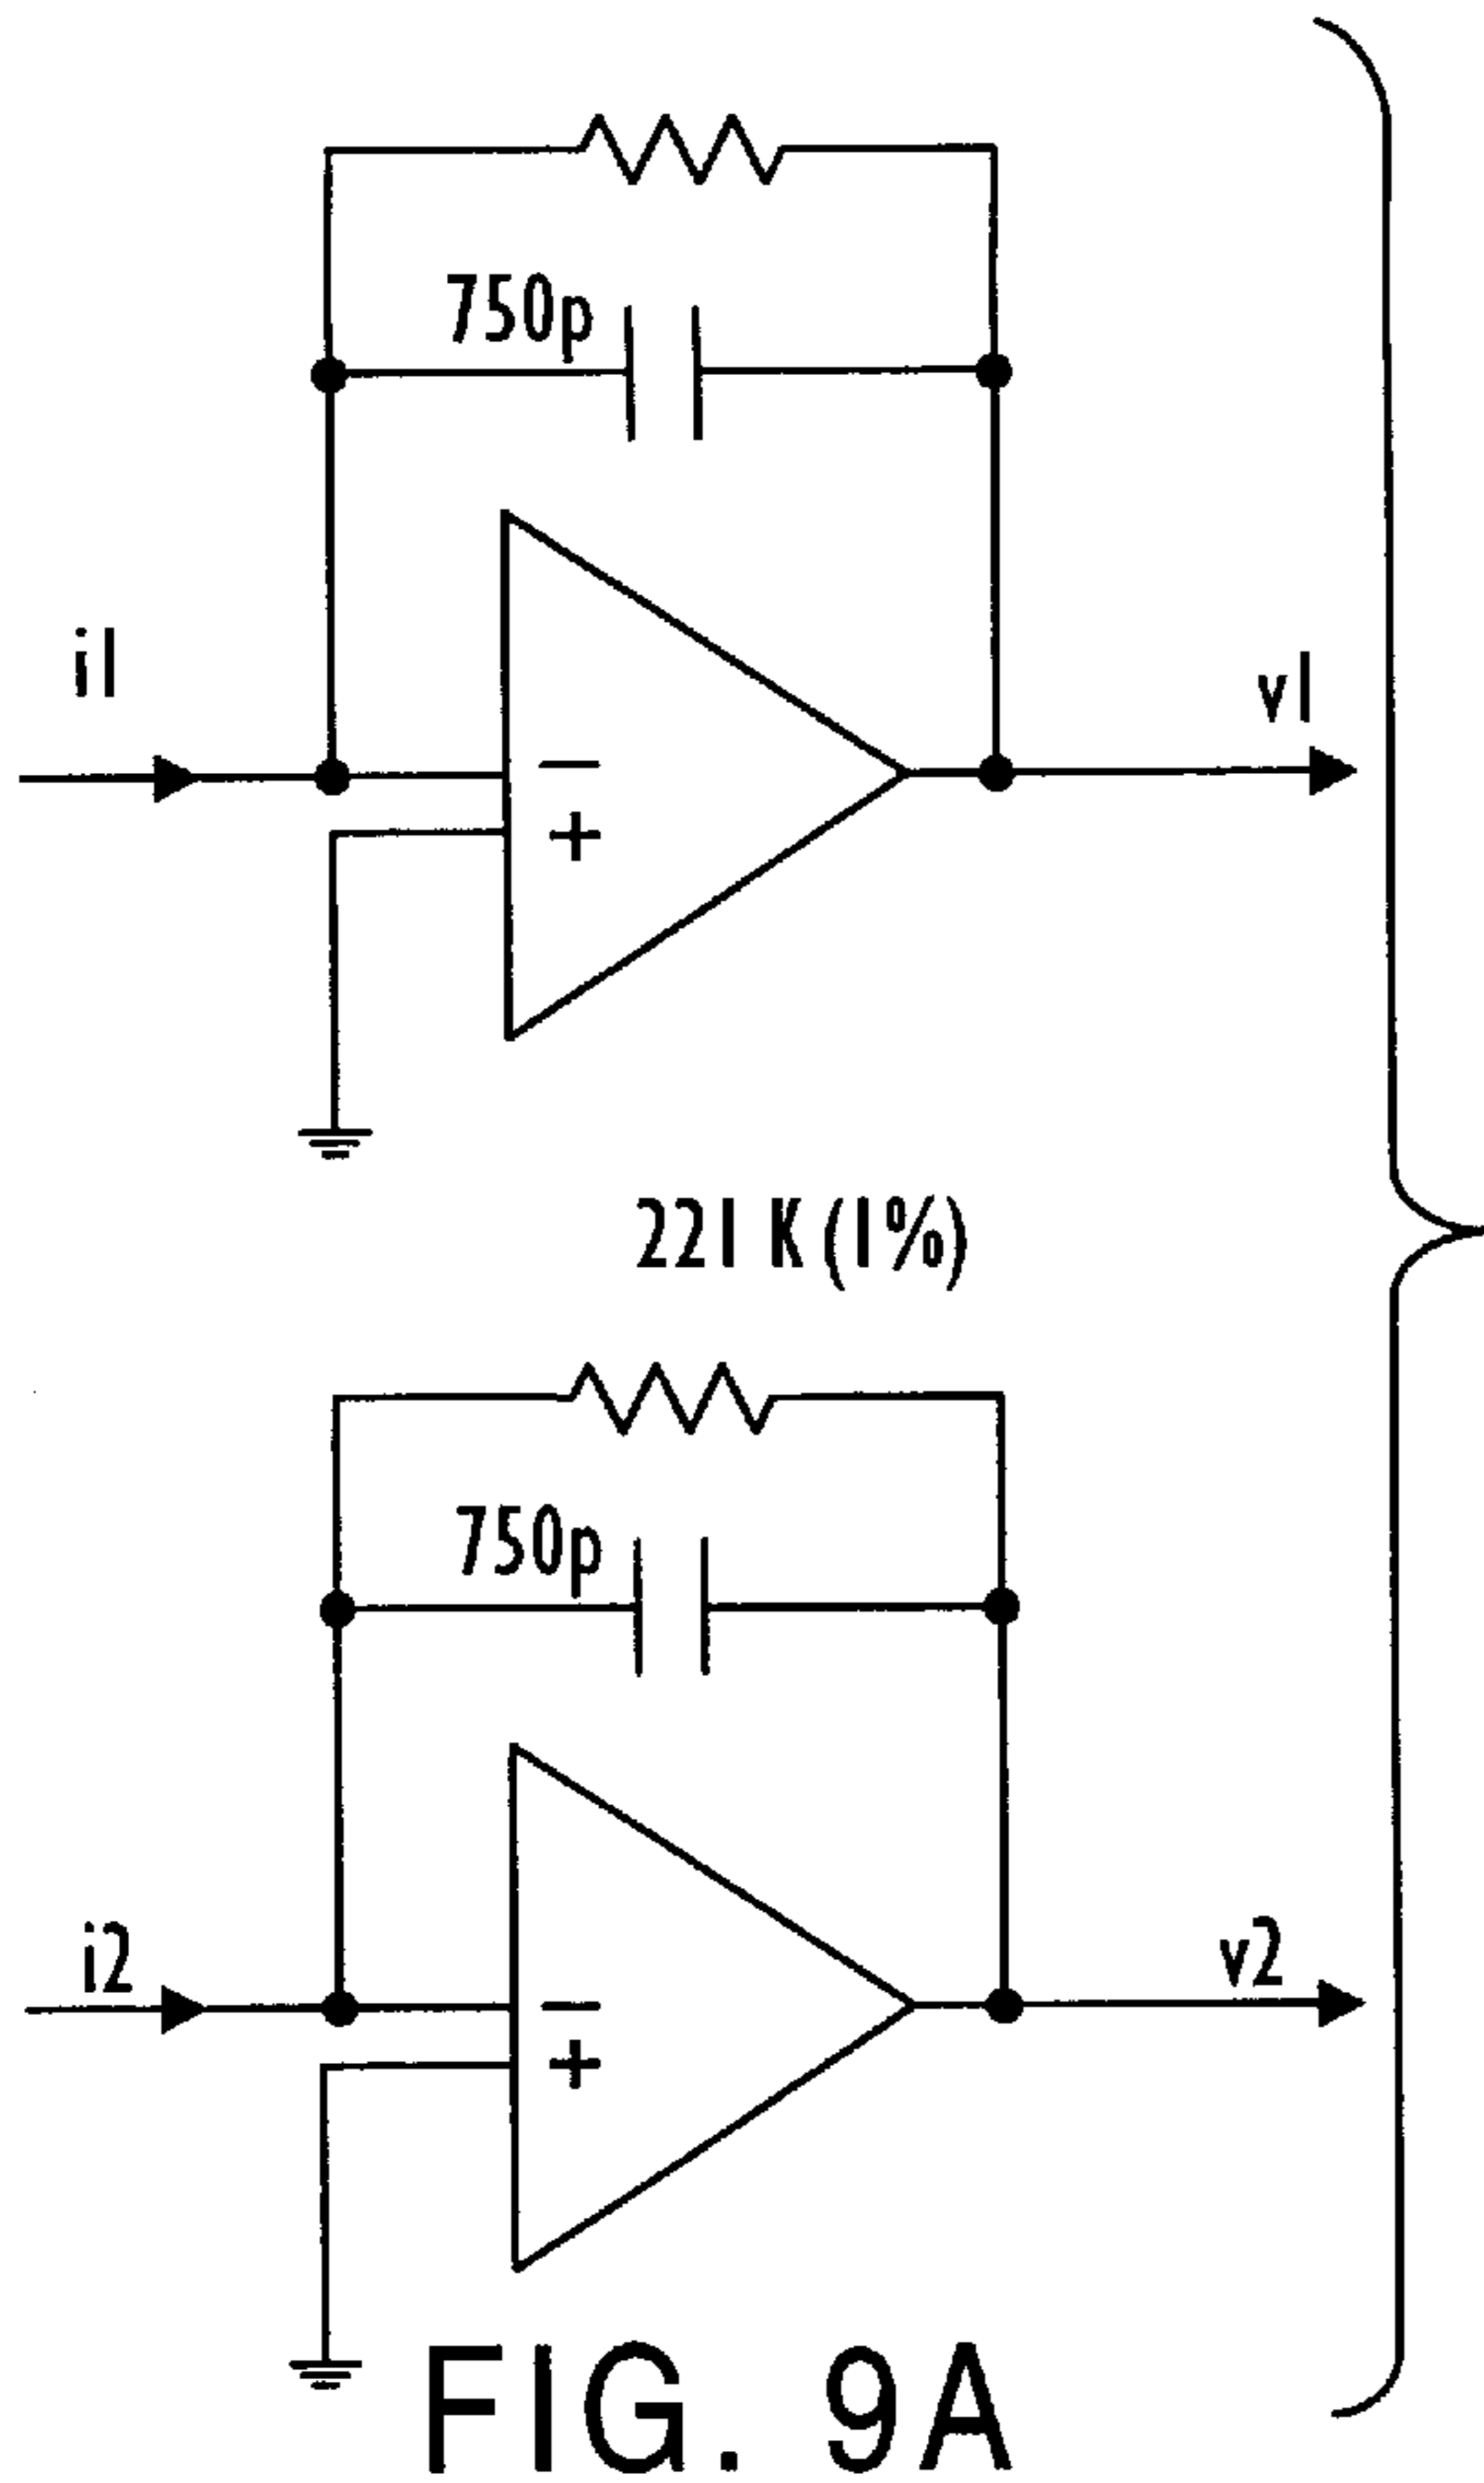 750p
i1
v1
−
+
221 K (1%)
750p
i2
v2
−
+
FIG. 9A